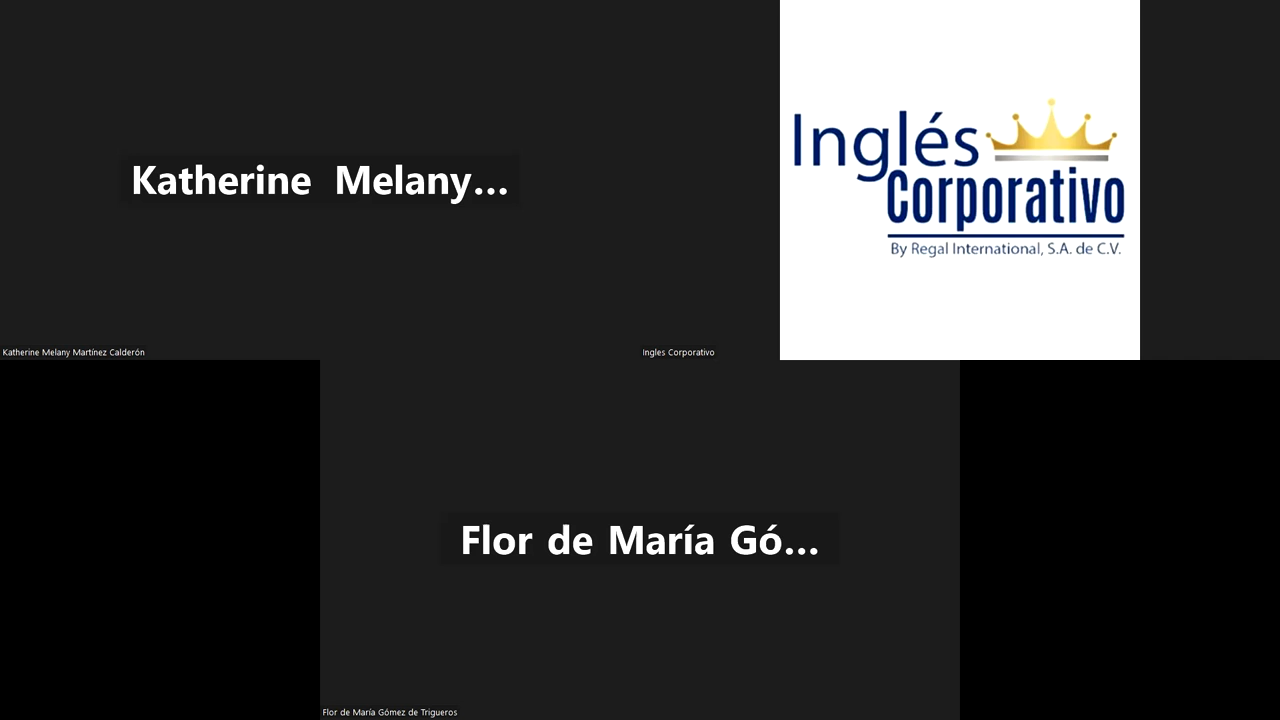 Katherine Melany...
Inglés
Corporativo
By Regal International, S.A. de C.V.
Katherine Melany Martínez Calderón
Ingles Corporativo
Flor de María Gó...
Flor de María Gómez de Trigueros